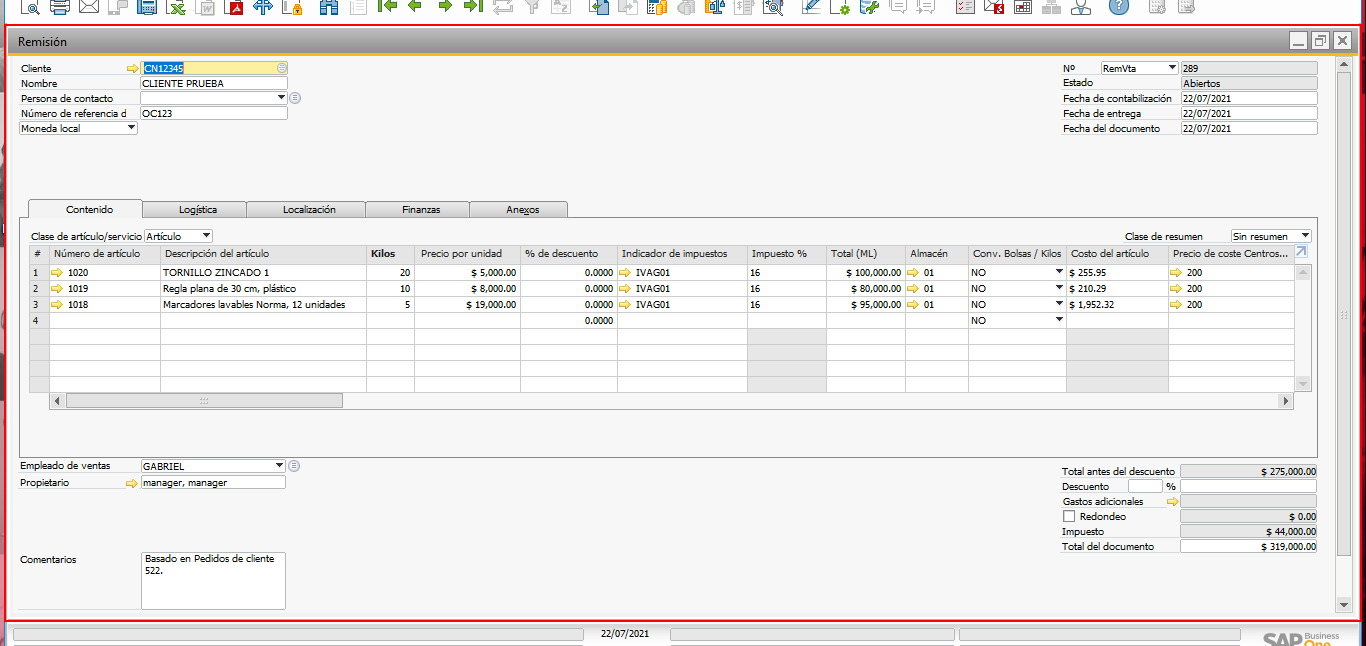 Remisión
Cliente CN12345 Nº RemVta 289
Nombre CLIENTE PRUEBA Estado Abiertos
Persona de contacto Fecha de contabilización 22/07/2021
Número de referencia d OC123 Fecha de entrega 22/07/2021
Moneda local Fecha del documento 22/07/2021
Contenido Logística Localización Finanzas Anexos
Clase de artículo/servicio Artículo Clase de resumen Sin resumen
# Número de artículo Descripción del artículo Kilos Precio por unidad % de descuento Indicador de impuestos Impuesto % Total (ML) Almacén Conv. Bolsas / Kilos Costo del artículo Precio de coste Centros...
1 1020 TORNILLO ZINCADO 1 20 $ 5,000.00 0.0000 IVAG01 16 $ 100,000.00 01 NO $ 255.95 200
2 1019 Regla plana de 30 cm, plástico 10 $ 8,000.00 0.0000 IVAG01 16 $ 80,000.00 01 NO $ 210.29 200
3 1018 Marcadores lavables Norma, 12 unidades 5 $ 19,000.00 0.0000 IVAG01 16 $ 95,000.00 01 NO $ 1,952.32 200
4 0.0000 NO
Empleado de ventas GABRIEL
Propietario manager, manager
Total antes del descuento $ 275,000.00
Descuento %
Gastos adicionales
Redondeo $ 0.00
Impuesto $ 44,000.00
Total del documento $ 319,000.00
Comentarios Basado en Pedidos de cliente
522.
22/07/2021
SAP Business
One